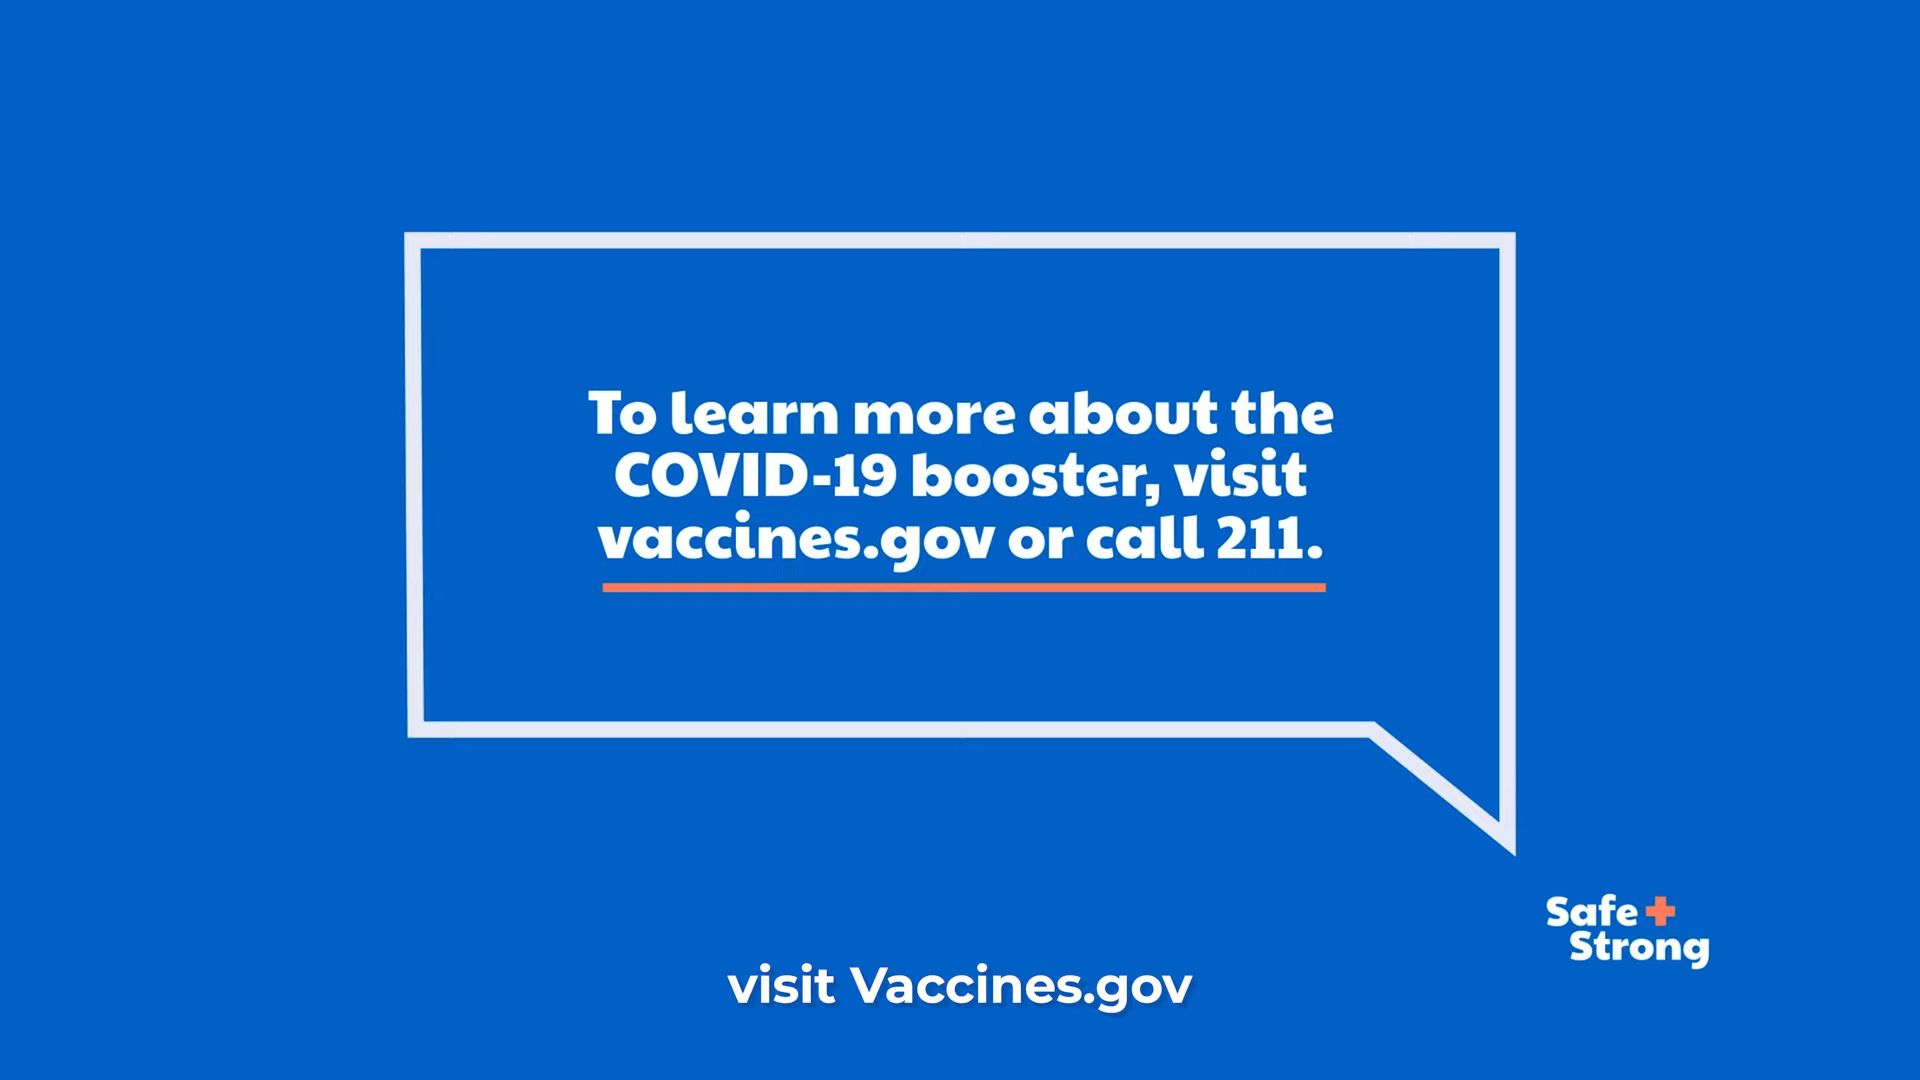 To learn more about the
COVID-19 booster, visit
vaccines.gov or call 211.
Safe+
Strong
visit Vaccines.gov